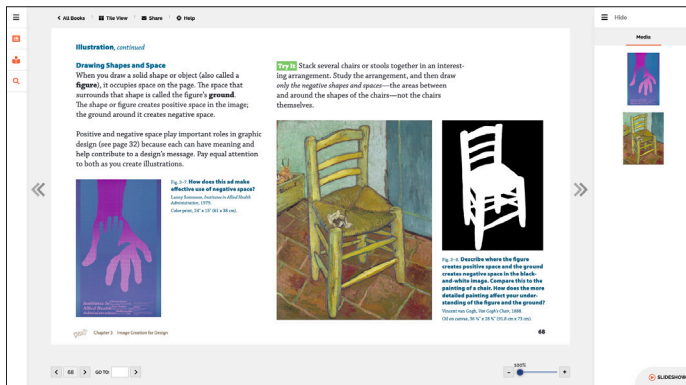 < All Books
Tile View
Share
Help
Hide
Media
Illustration, continued
Drawing Shapes and Space
When you draw a solid shape or object (also called a
figure), it occupies space on the page. The space that
surrounds that shape is called the figure's ground.
The shape or figure creates positive space in the image;
the ground around it creates negative space.
Positive and negative space play important roles in graphic
design (see page 32) because each can have meaning and
help contribute to a design's message. Pay equal attention
to both as you create illustrations.
Fig. 3–7. How does this ad make
effective use of negative space?
Lanny Sommese, Institutes in Allied Health
Administration, 1979.
Color print, 24" x 15" (61 x 38 cm)
Try it Stack several chairs or stools together in an interest-
ing arrangement. Study the arrangement, and then draw
only the negative shapes and spaces—the areas between
and around the shapes of the chairs—not the chairs
themselves.
Fig. 3–8. Describe where the figure
creates positive space and the ground
creates negative space in the black-
and-white image. Compare this to the
painting of a chair. How does the more
detailed painting affect your under-
standing of the figure and the ground?
Vincent van Gogh, Van Gogh's Chair, 1888.
Oil on canvas, 36 ⅛" x 28 ¾" (91.8 cm x 73 cm)
Chapter 3 Image Creation for Design
68
< 68 > GO TO: >
100%
- +
SLIDESHOW